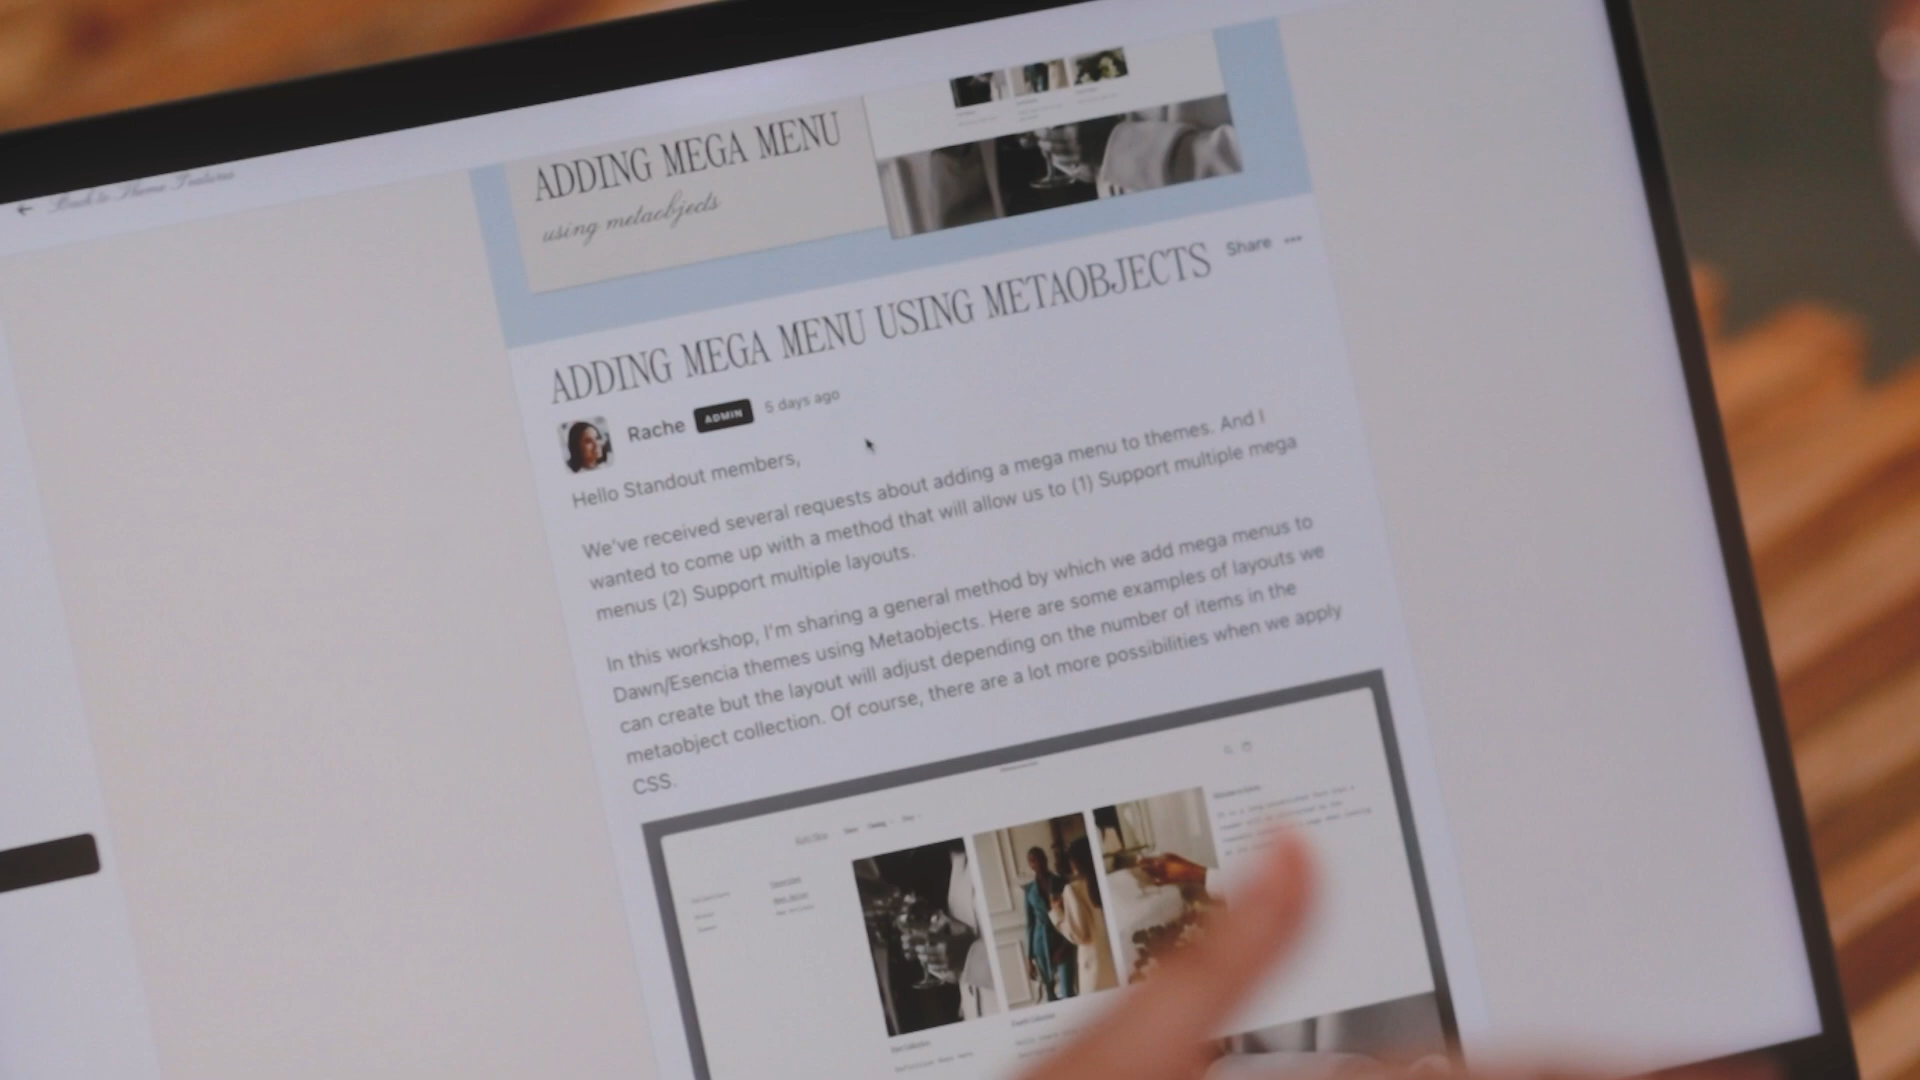 Back to Theme Features
ADDING MEGA MENU
using metaobjects
ADDING MEGA MENU USING METAOBJECTS
Share
Rache ADMIN 5 days ago
Hello Standout members,
We've received several requests about adding a mega menu to themes. And I
wanted to come up with a method that will allow us to (1) Support multiple mega
menus (2) Support multiple layouts.
In this workshop, I'm sharing a general method by which we add mega menus to
Dawn/Esencia themes using Metaobjects. Here are some examples of layouts we
can create but the layout will adjust depending on the number of items in the
metaobject collection. Of course, there are a lot more possibilities when we apply
CSS.